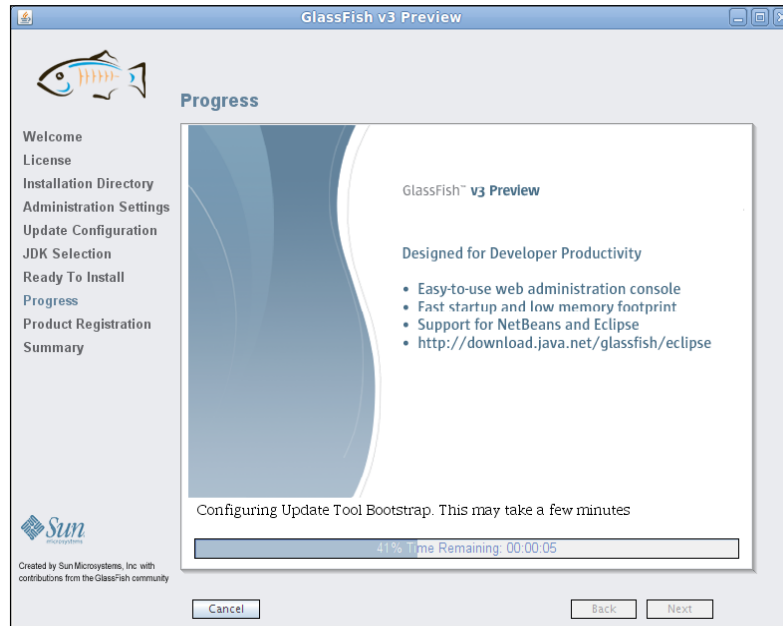 GlassFish v3 Preview
Progress
Welcome
License
Installation Directory
Administration Settings
Update Configuration
JDK Selection
Ready To Install
Progress
Product Registration
Summary
GlassFish™ v3 Preview
Designed for Developer Productivity
• Easy-to-use web administration console
• Fast startup and low memory footprint
• Support for NetBeans and Eclipse
• http://download.java.net/glassfish/eclipse
Configuring Update Tool Bootstrap. This may take a few minutes
41% Time Remaining: 00:00:05
Sun
microsystems
Created by Sun Microsystems, Inc with
contributions from the GlassFish community
Cancel
Back
Next